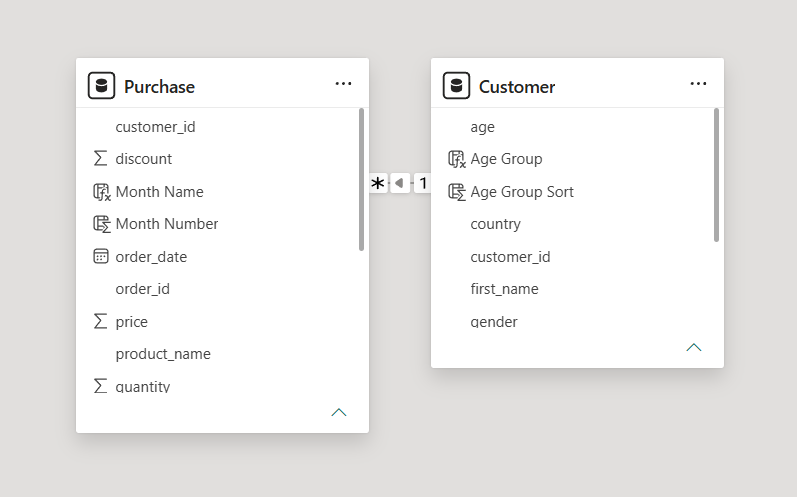 Purchase
customer_id
discount
Month Name
Month Number
order_date
order_id
price
product_name
quantity
* 1
Customer
age
Age Group
Age Group Sort
country
customer_id
first_name
gender